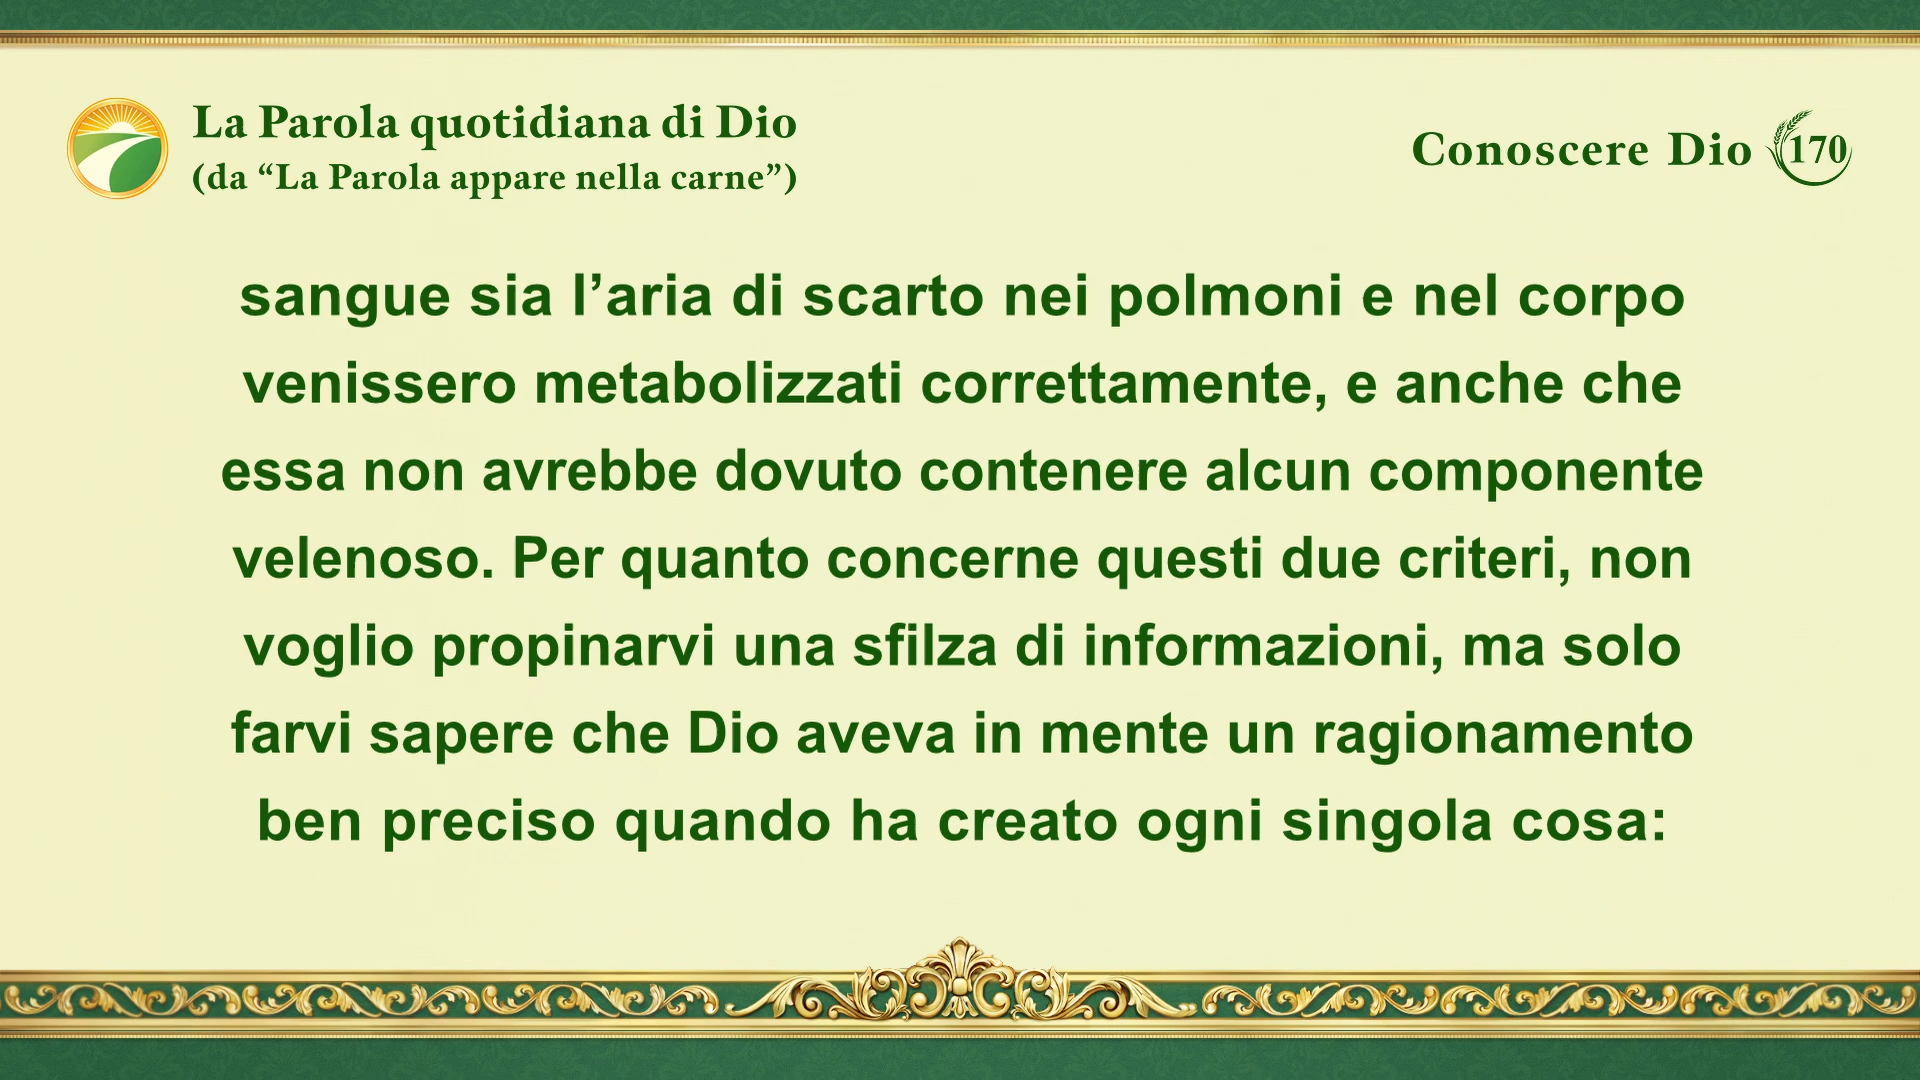 La Parola quotidiana di Dio
(da “La Parola appare nella carne”)
Conoscere Dio 170
sangue sia l’aria di scarto nei polmoni e nel corpo
venissero metabolizzati correttamente, e anche che
essa non avrebbe dovuto contenere alcun componente
velenoso. Per quanto concerne questi due criteri, non
voglio propinarvi una sfilza di informazioni, ma solo
farvi sapere che Dio aveva in mente un ragionamento
ben preciso quando ha creato ogni singola cosa: